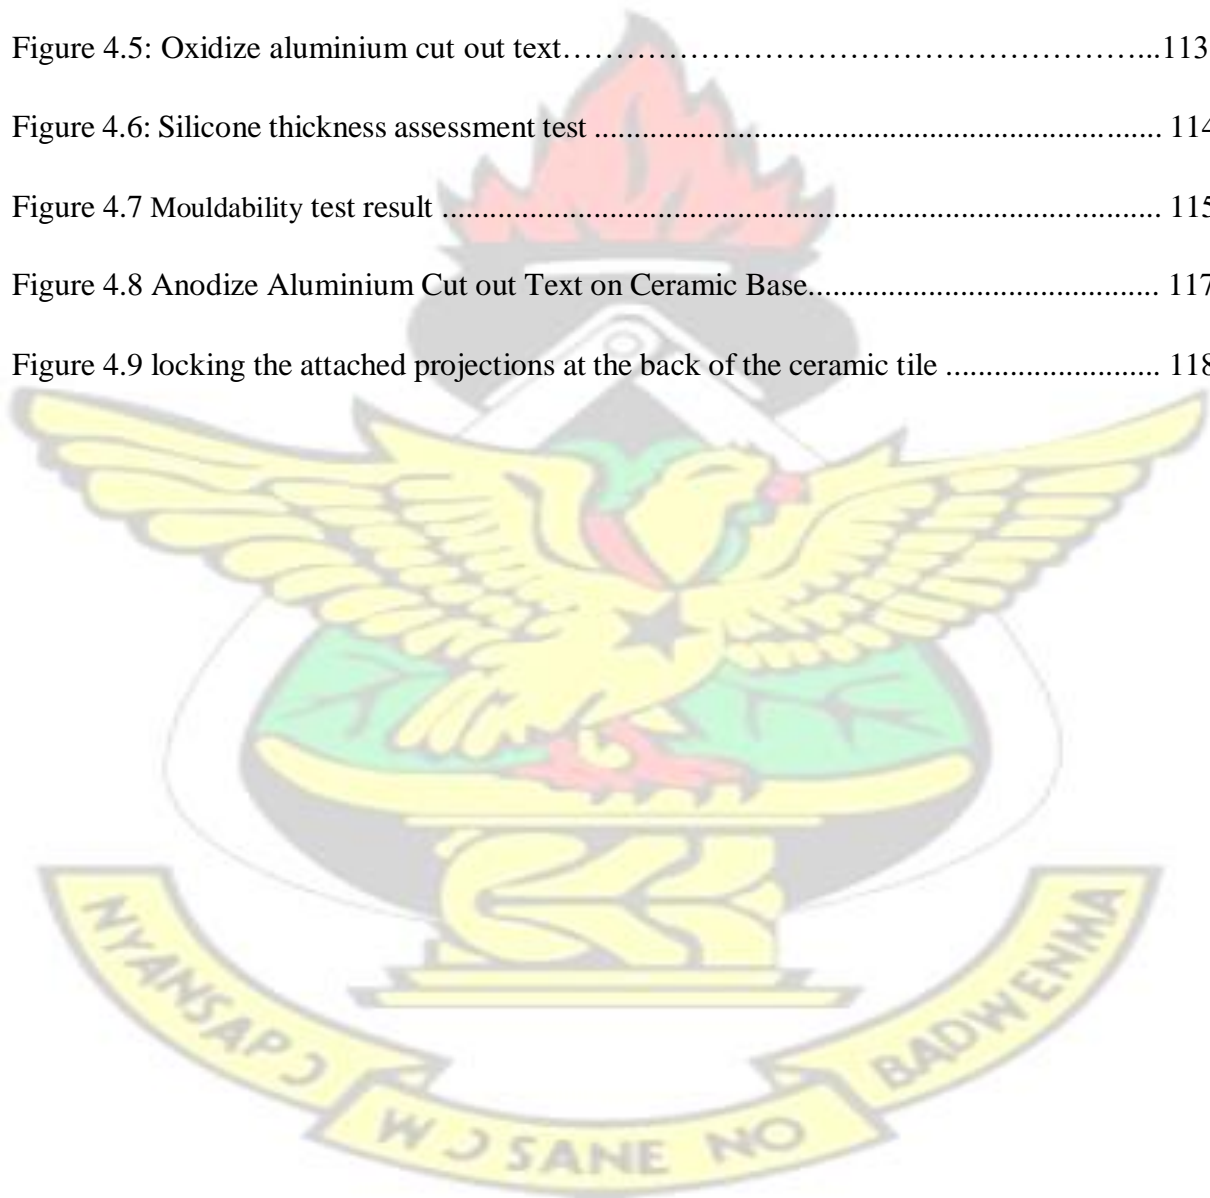 Figure 4.5: Oxidize aluminium cut out text……………………………………………………...113
Figure 4.6: Silicone thickness assessment test ...................................................................... 114
Figure 4.7 Mouldability test result ......................................................................................... 115
Figure 4.8 Anodize Aluminium Cut out Text on Ceramic Base........................................... 117
Figure 4.9 locking the attached projections at the back of the ceramic tile .......................... 118
NYANSAPƆ
WƆSANE NO
BADWENMA